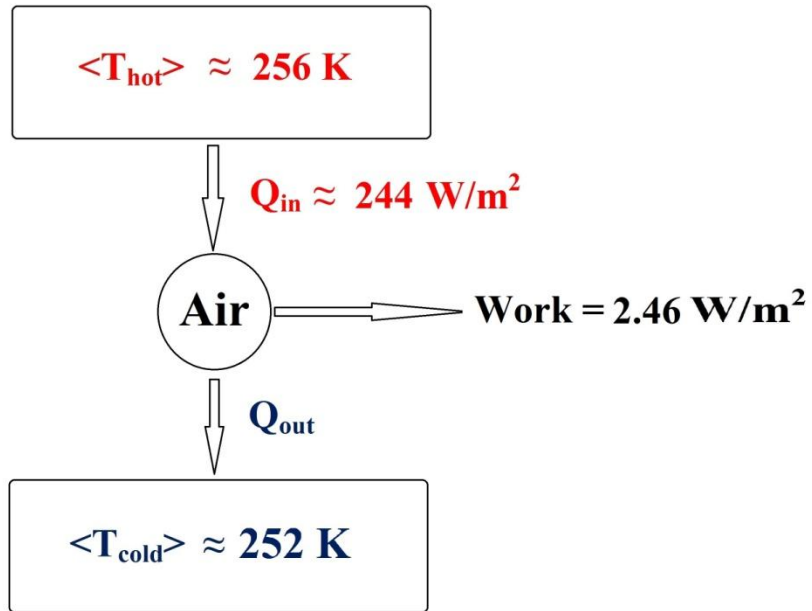 <T_hot> ≈ 256 K
Q_in ≈ 244 W/m²
Air
Work = 2.46 W/m²
Q_out
<T_cold> ≈ 252 K